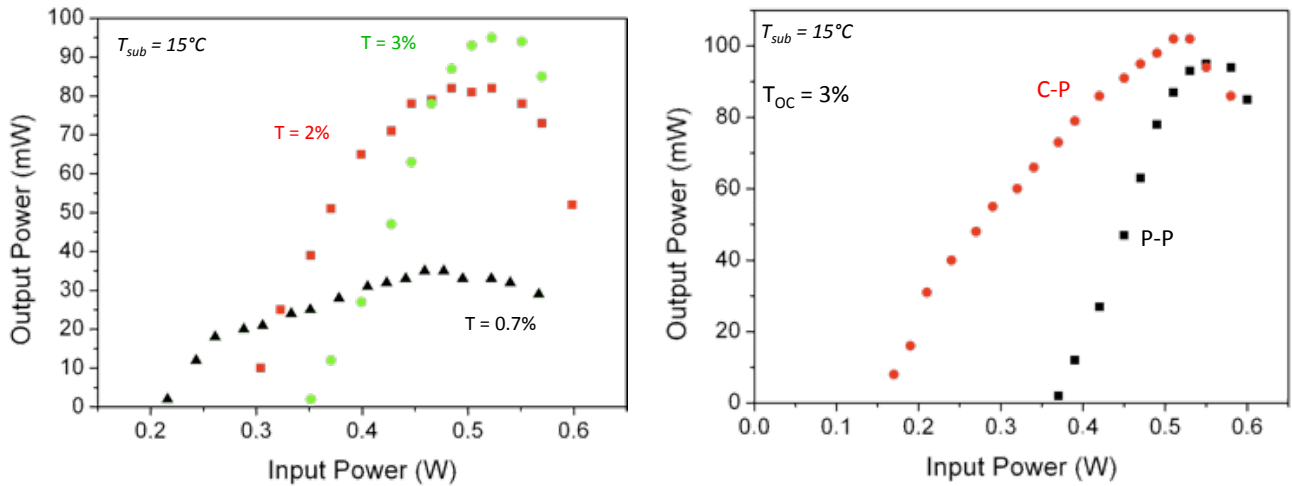 100
90
80
70
60
50
40
30
20
10
0
Output Power (mW)
T_sub = 15°C
T = 3%
T = 2%
T = 0.7%
0.2 0.3 0.4 0.5 0.6
Input Power (W)
100
80
60
40
20
0
Output Power (mW)
T_sub = 15°C
T_OC = 3%
C-P
P-P
0.0 0.1 0.2 0.3 0.4 0.5 0.6
Input Power (W)